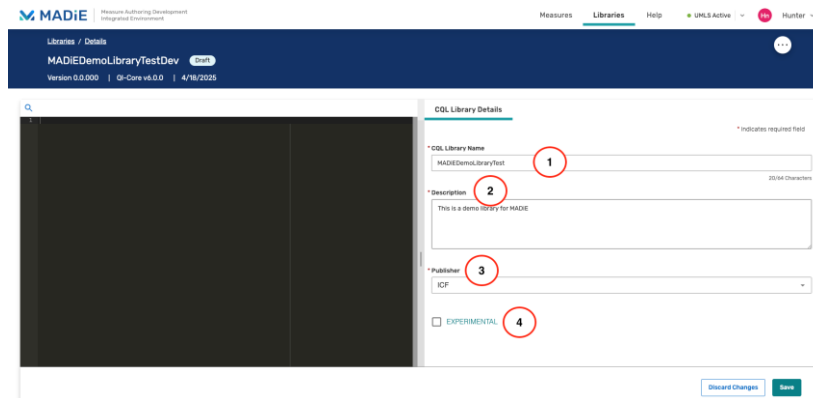 MADiE Measure Authoring Development
Integrated Environment
Measures Libraries Help UMLS Active Hn Hunter
Libraries / Details
MADiEDemoLibraryTestDev Draft
Version 0.0.000 | QI-Core v6.0.0 | 4/18/2025
1
CQL Library Details
* Indicates required field
* CQL Library Name
MADiEDemoLibraryTest 1
20/64 Characters
* Description 2
This is a demo library for MADiE
* Publisher 3
ICF
EXPERIMENTAL 4
Discard Changes Save